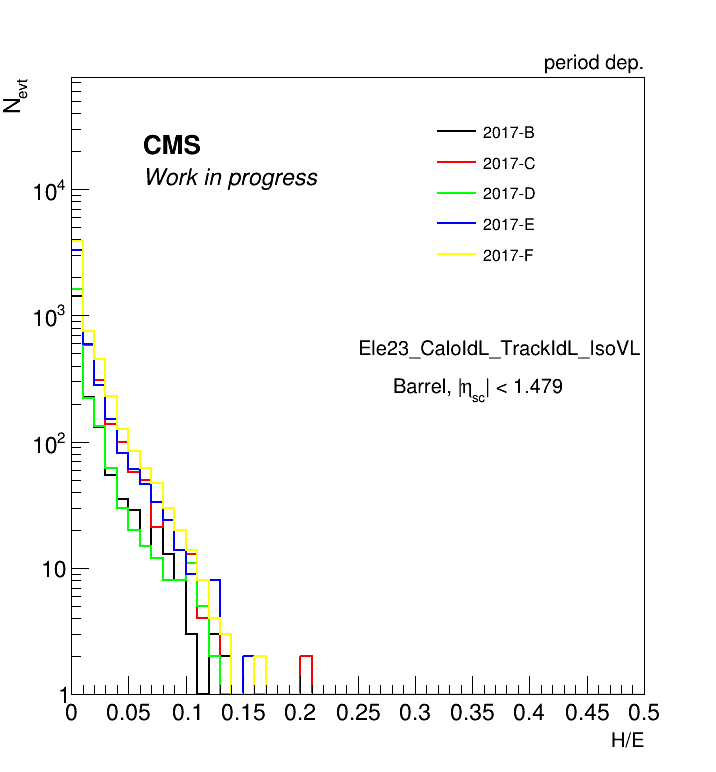 period dep.
N_evt
CMS
Work in progress
2017-B
2017-C
2017-D
2017-E
2017-F
Ele23_CaloIdL_TrackIdL_IsoVL
Barrel, |η_sc| < 1.479
10^4
10^3
10^2
10
1
0 0.05 0.1 0.15 0.2 0.25 0.3 0.35 0.4 0.45 0.5
H/E